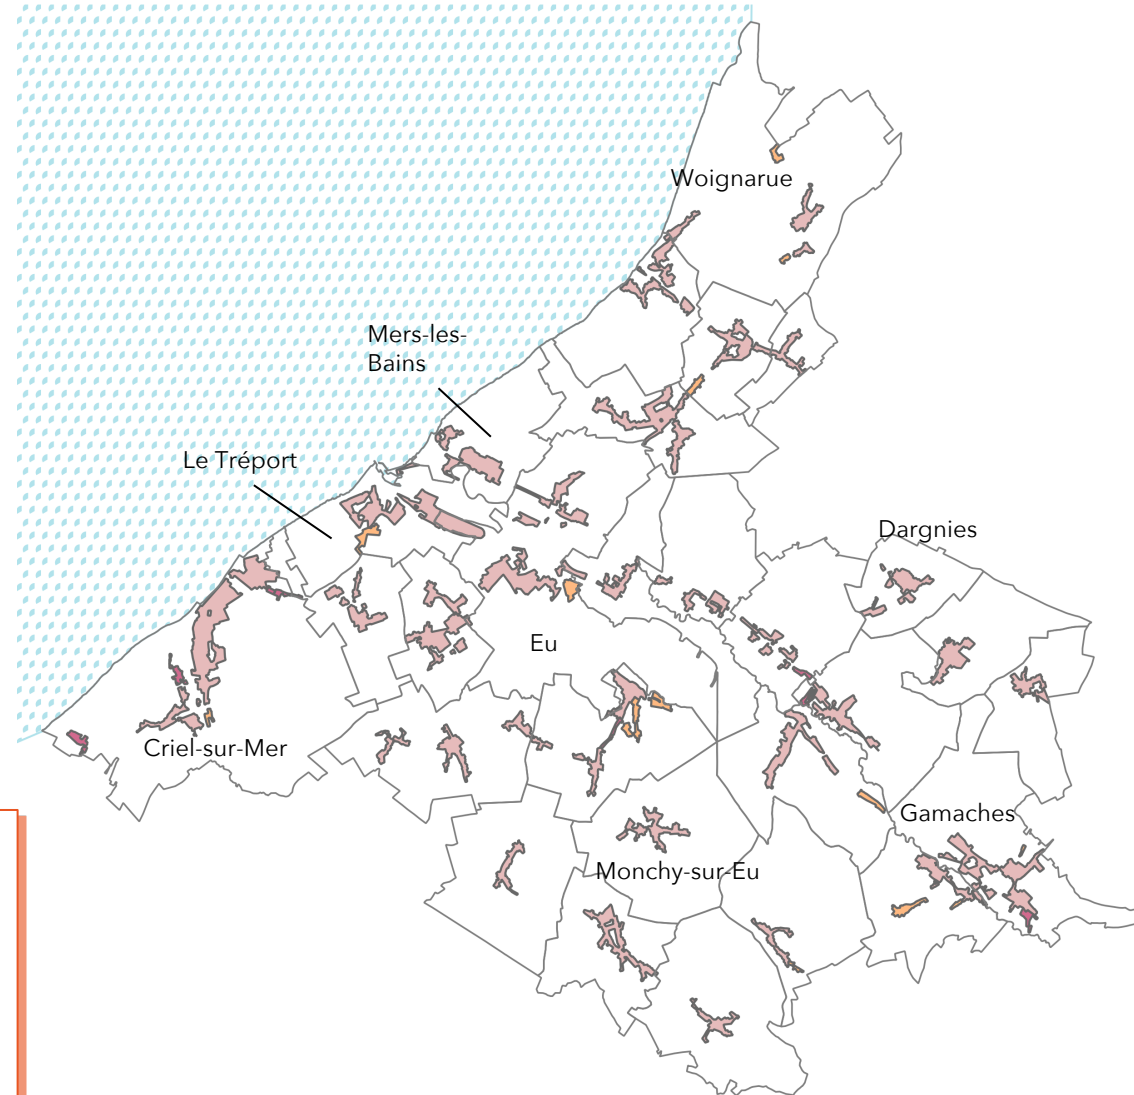 Woignarue
Mers-les-
Bains
Le Tréport
Dargnies
Eu
Criel-sur-Mer
Gamaches
Monchy-sur-Eu